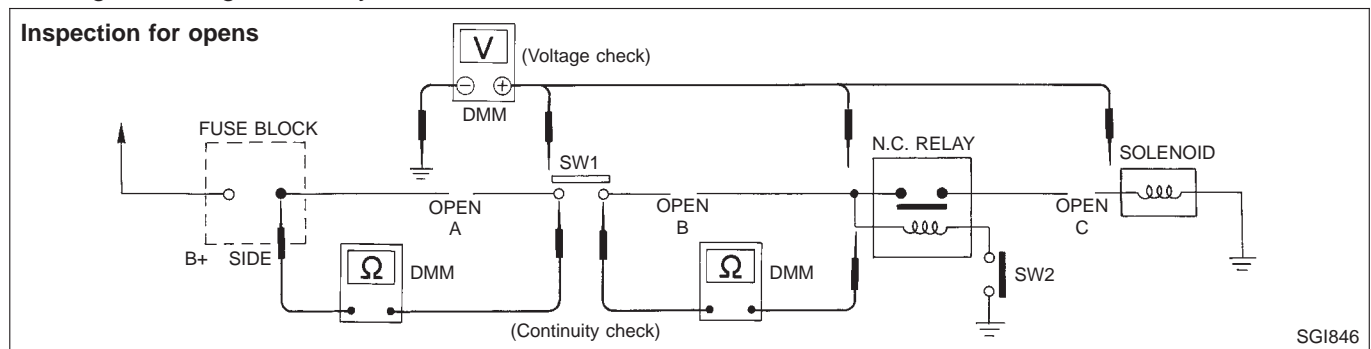 Inspection for opens
V
(Voltage check)
DMM
FUSE BLOCK
SW1
N.C. RELAY
SOLENOID
OPEN
A
OPEN
B
OPEN
C
B+ SIDE
Ω
DMM
Ω
DMM
SW2
(Continuity check)
SGI846